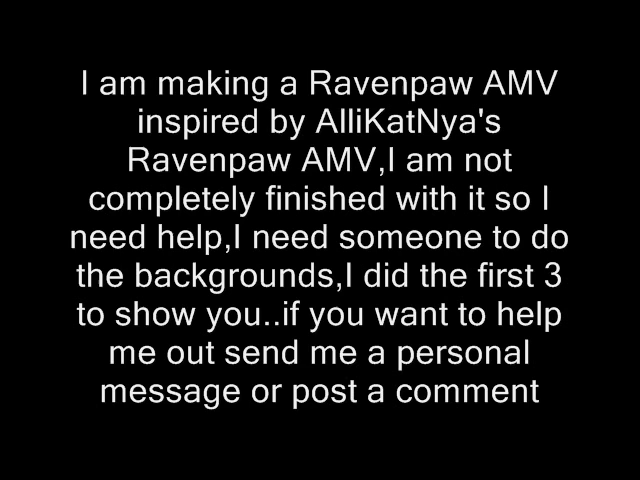 I am making a Ravenpaw AMV
inspired by AlliKatNya's
Ravenpaw AMV,I am not
completely finished with it so I
need help,I need someone to do
the backgrounds,I did the first 3
to show you..if you want to help
me out send me a personal
message or post a comment